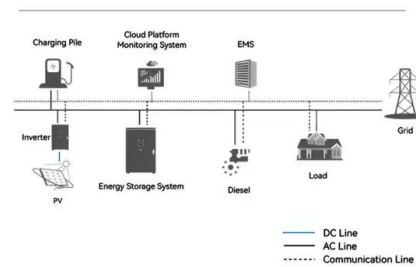 Cloud Platform
Monitoring System
Charging Pile
EMS
Grid
Inverter
PV
Energy Storage System
Diesel
Load
DC Line
AC Line
Communication Line